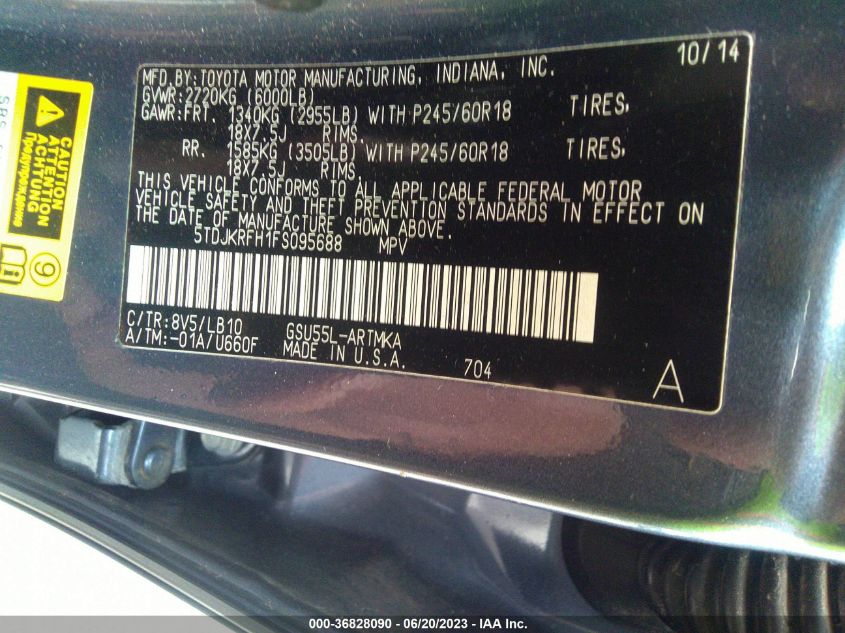 10/14
MFD. BY: TOYOTA MOTOR MANUFACTURING, INDIANA, INC.
GVWR: 2720KG (6000LB)
GAWR: FRT. 1340KG (2955LB) WITH P245/60R18 TIRES,
18X7.5J RIMS.
RR. 1585KG (3505LB) WITH P245/60R18 TIRES,
18X7.5J RIMS.
THIS VEHICLE CONFORMS TO ALL APPLICABLE FEDERAL MOTOR
VEHICLE SAFETY AND THEFT PREVENTION STANDARDS IN EFFECT ON
THE DATE OF MANUFACTURE SHOWN ABOVE.
5TDJKRFH1FS095688 MPV
C/TR: 8V5/LB10 GSU55L-ARTMKA
A/TM: -01A/U660F MADE IN U.S.A.
704
A
CAUTION
ATTENTION
ACHTUNG
9
000-36828090 - 06/20/2023 - IAA Inc.